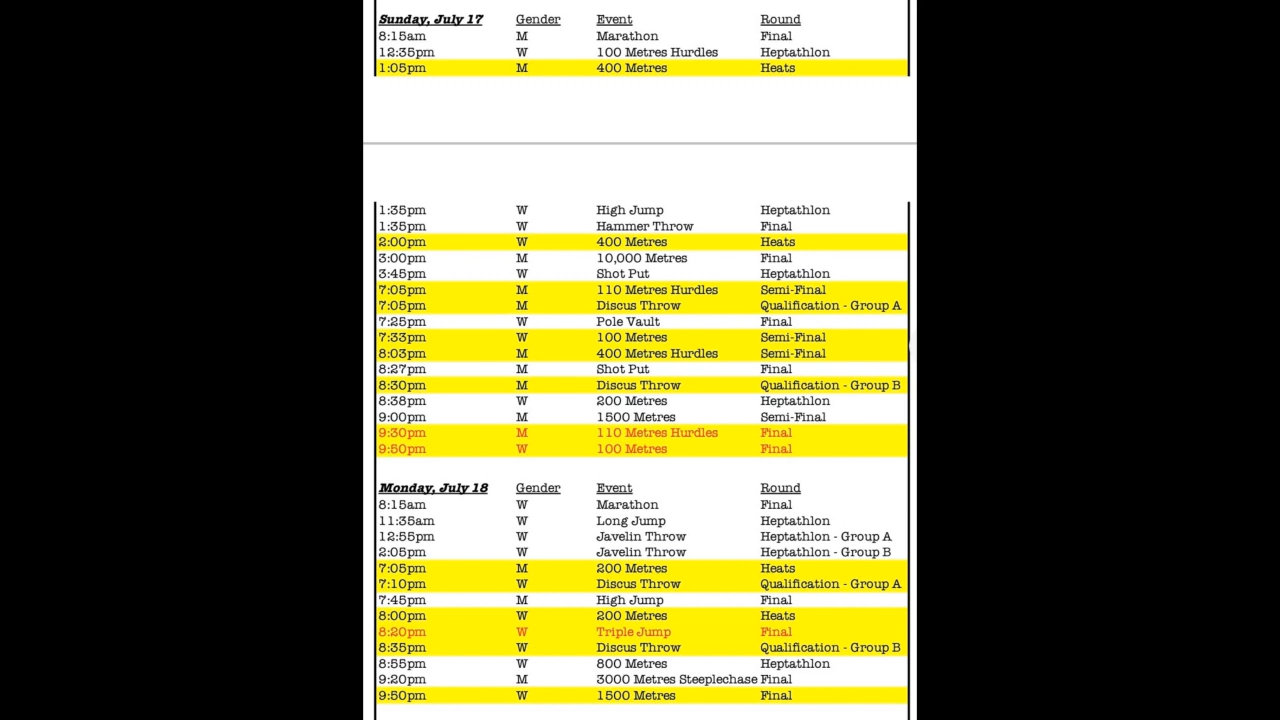 Sunday, July 17 Gender Event Round
8:15am M Marathon Final
12:35pm W 100 Metres Hurdles Heptathlon
1:05pm M 400 Metres Heats
1:35pm W High Jump Heptathlon
1:35pm W Hammer Throw Final
2:00pm W 400 Metres Heats
3:00pm M 10,000 Metres Final
3:45pm W Shot Put Heptathlon
7:05pm M 110 Metres Hurdles Semi-Final
7:05pm M Discus Throw Qualification - Group A
7:25pm W Pole Vault Final
7:33pm W 100 Metres Semi-Final
8:03pm M 400 Metres Hurdles Semi-Final
8:27pm M Shot Put Final
8:30pm M Discus Throw Qualification - Group B
8:38pm W 200 Metres Heptathlon
9:00pm M 1500 Metres Semi-Final
9:30pm M 110 Metres Hurdles Final
9:50pm W 100 Metres Final
Monday, July 18 Gender Event Round
8:15am W Marathon Final
11:35am W Long Jump Heptathlon
12:55pm W Javelin Throw Heptathlon - Group A
2:05pm W Javelin Throw Heptathlon - Group B
7:05pm M 200 Metres Heats
7:10pm W Discus Throw Qualification - Group A
7:45pm M High Jump Final
8:00pm W 200 Metres Heats
8:20pm W Triple Jump Final
8:35pm W Discus Throw Qualification - Group B
8:55pm W 800 Metres Heptathlon
9:20pm M 3000 Metres Steeplechase Final
9:50pm W 1500 Metres Final